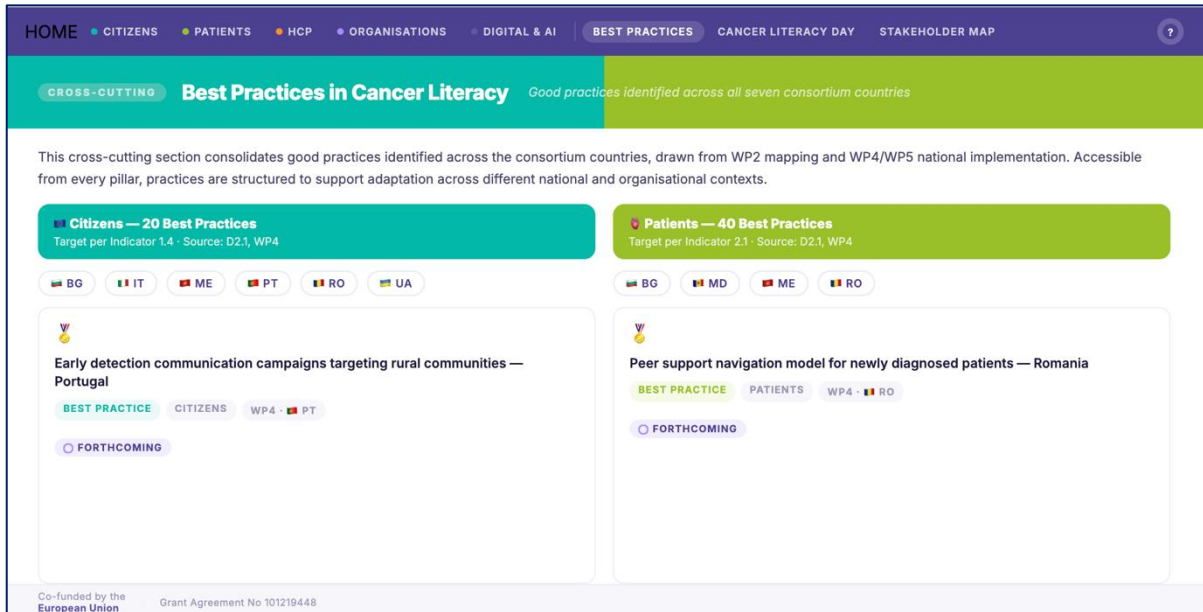 HOME CITIZENS PATIENTS HCP ORGANISATIONS DIGITAL & AI BEST PRACTICES CANCER LITERACY DAY STAKEHOLDER MAP ?
CROSS-CUTTING Best Practices in Cancer Literacy Good practices identified across all seven consortium countries
This cross-cutting section consolidates good practices identified across the consortium countries, drawn from WP2 mapping and WP4/WP5 national implementation. Accessible
from every pillar, practices are structured to support adaptation across different national and organisational contexts.
Citizens — 20 Best Practices
Target per Indicator 1.4 · Source: D2.1, WP4
BG IT ME PT RO UA
Early detection communication campaigns targeting rural communities —
Portugal
BEST PRACTICE CITIZENS WP4 · PT
FORTHCOMING
Patients — 40 Best Practices
Target per Indicator 2.1 · Source: D2.1, WP4
BG MD ME RO
Peer support navigation model for newly diagnosed patients — Romania
BEST PRACTICE PATIENTS WP4 · RO
FORTHCOMING
Co-funded by the
European Union
Grant Agreement No 101219448